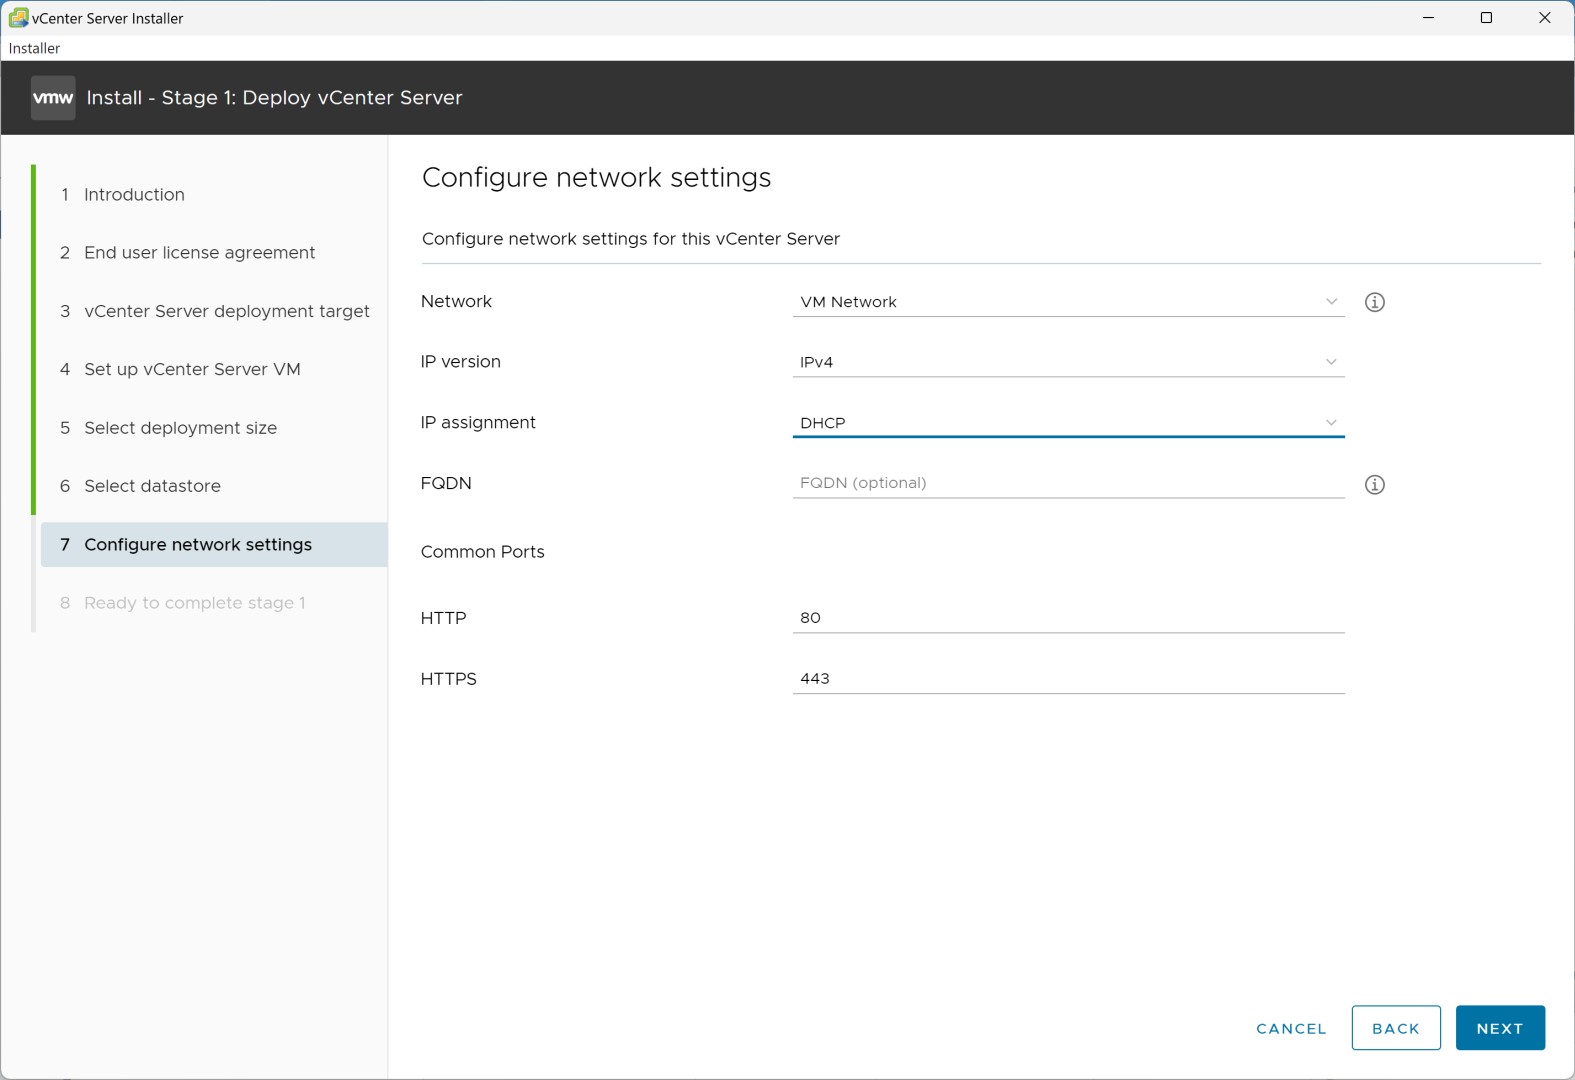 vCenter Server Installer
Installer
vmw Install - Stage 1: Deploy vCenter Server
1 Introduction
2 End user license agreement
3 vCenter Server deployment target
4 Set up vCenter Server VM
5 Select deployment size
6 Select datastore
7 Configure network settings
8 Ready to complete stage 1
Configure network settings
Configure network settings for this vCenter Server
Network VM Network
IP version IPv4
IP assignment DHCP
FQDN FQDN (optional)
Common Ports
HTTP 80
HTTPS 443
CANCEL BACK NEXT